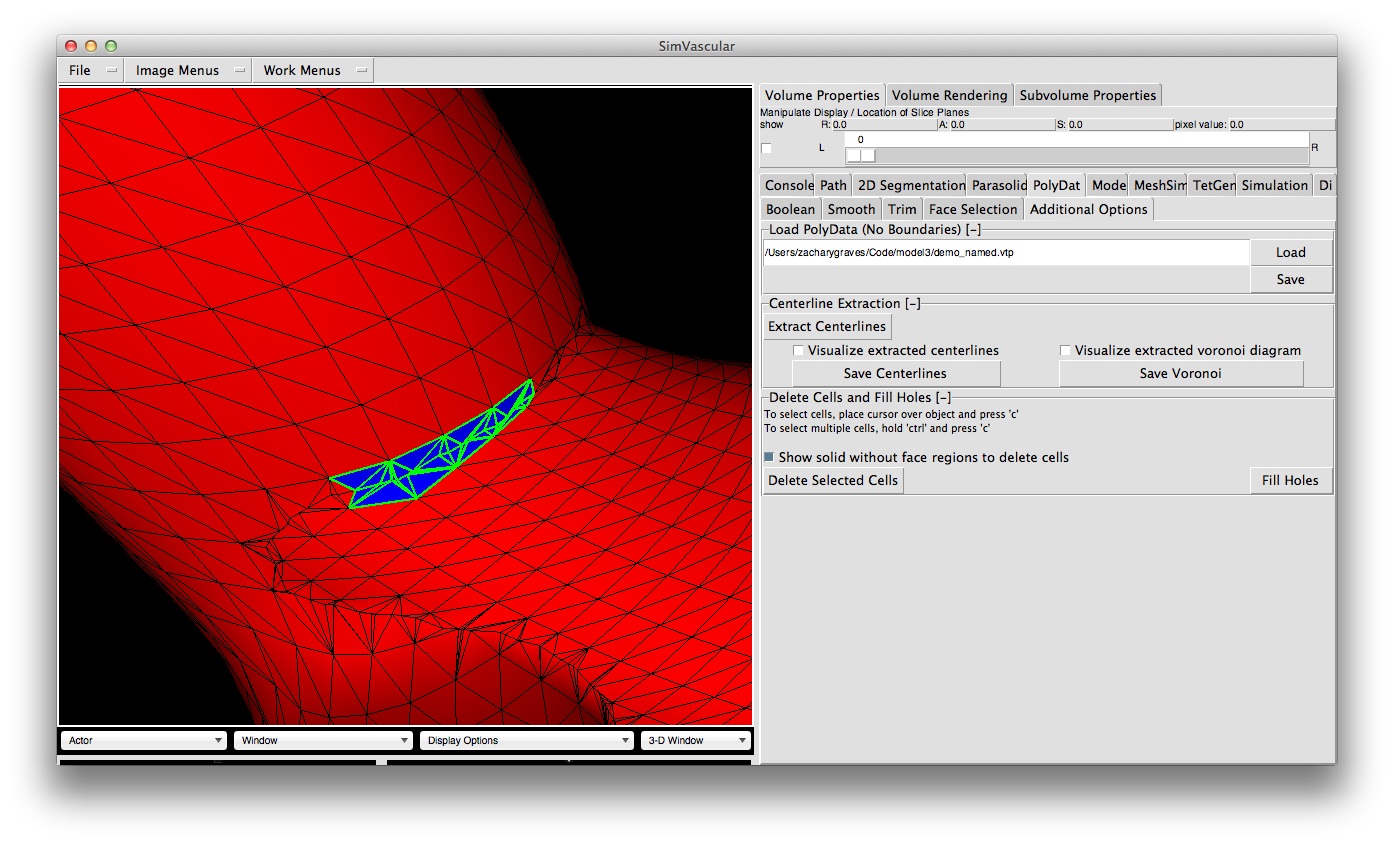 SimVascular
File Image Menus Work Menus
Volume Properties Volume Rendering Subvolume Properties
Manipulate Display / Location of Slice Planes
show R: 0.0 A: 0.0 S: 0.0 pixel value: 0.0
0
L R
Console Path 2D Segmentation Parasolid PolyDat Mode MeshSim TetGen Simulation Di
Boolean Smooth Trim Face Selection Additional Options
Load PolyData (No Boundaries) [-]
/Users/zacharygraves/Code/model3/demo_named.vtp Load
Save
Centerline Extraction [-]
Extract Centerlines
Visualize extracted centerlines Visualize extracted voronoi diagram
Save Centerlines Save Voronoi
Delete Cells and Fill Holes [-]
To select cells, place cursor over object and press 'c'
To select multiple cells, hold 'ctrl' and press 'c'
Show solid without face regions to delete cells
Delete Selected Cells Fill Holes
Actor Window Display Options 3-D Window